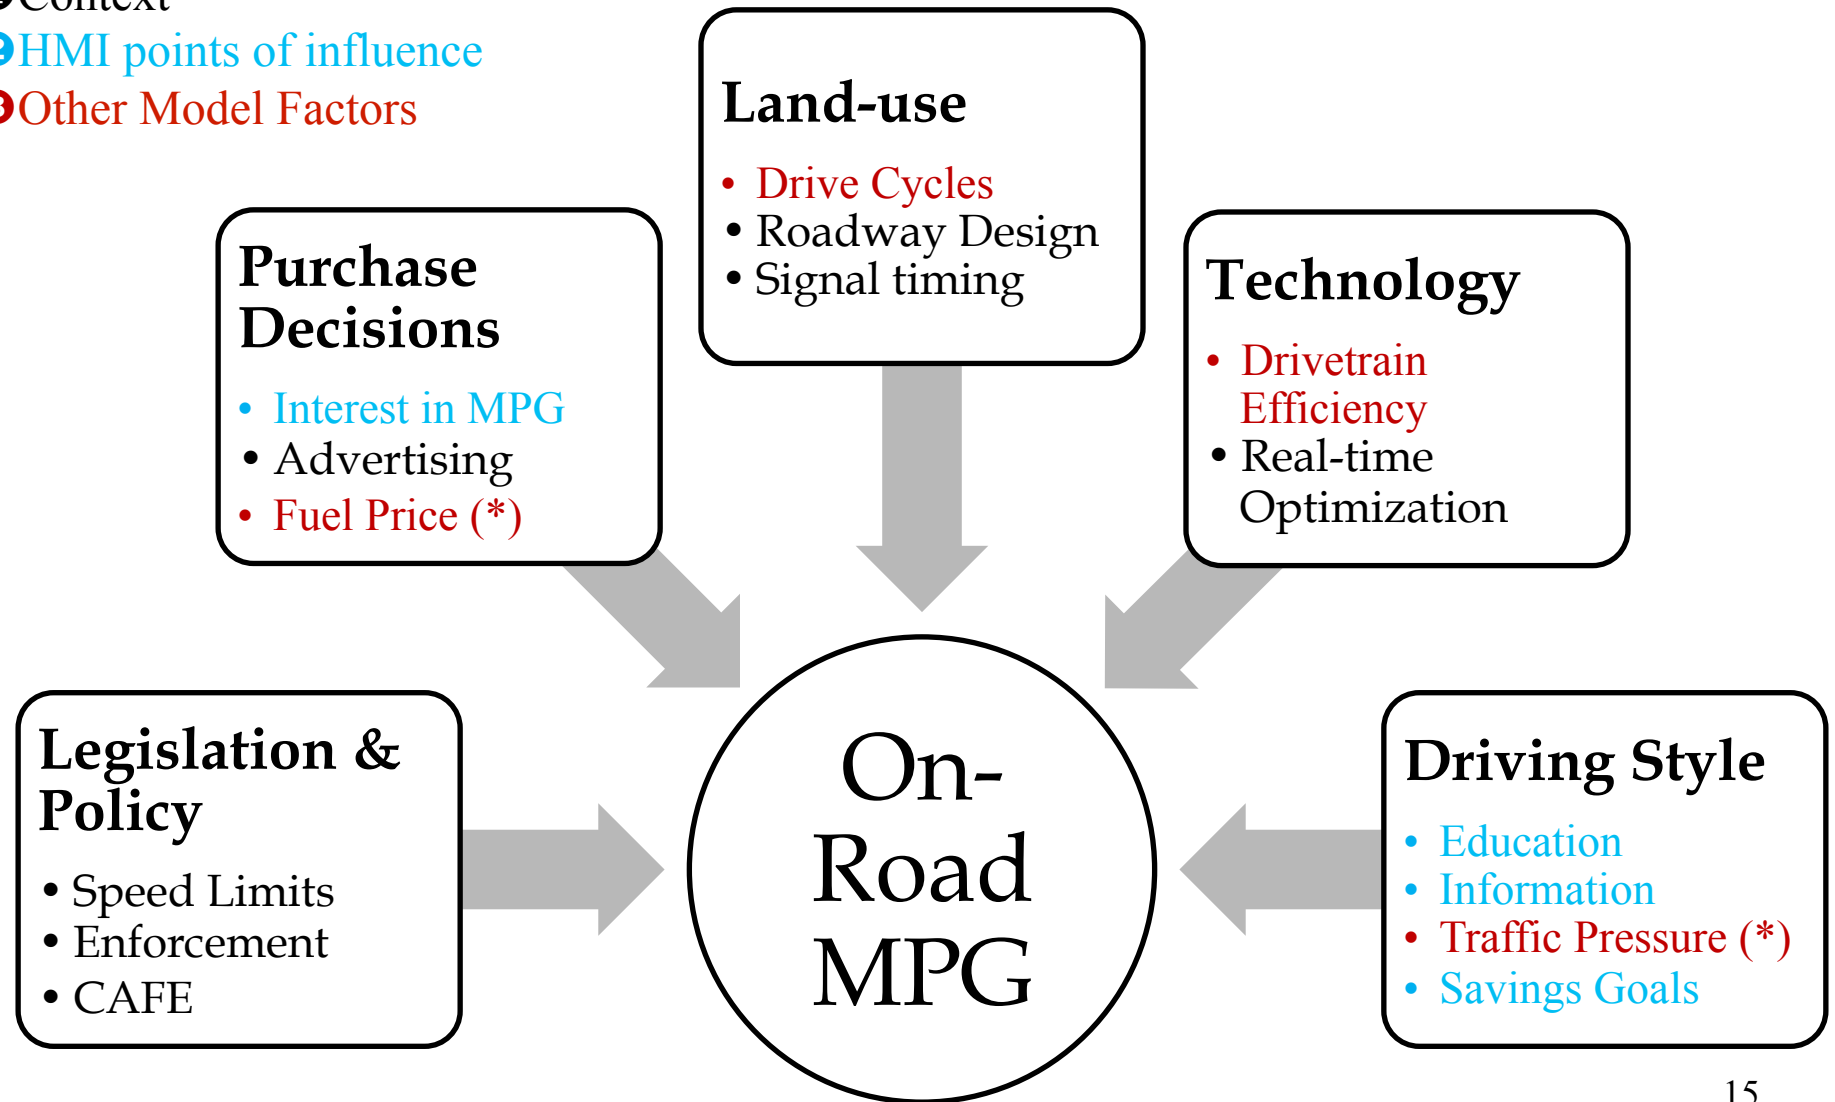 Context
HMI points of influence
Other Model Factors
Land-use
• Drive Cycles
• Roadway Design
• Signal timing
Purchase
Decisions
• Interest in MPG
• Advertising
• Fuel Price (*)
Technology
• Drivetrain
Efficiency
• Real-time
Optimization
Legislation &
Policy
• Speed Limits
• Enforcement
• CAFE
On-
Road
MPG
Driving Style
• Education
• Information
• Traffic Pressure (*)
• Savings Goals
15